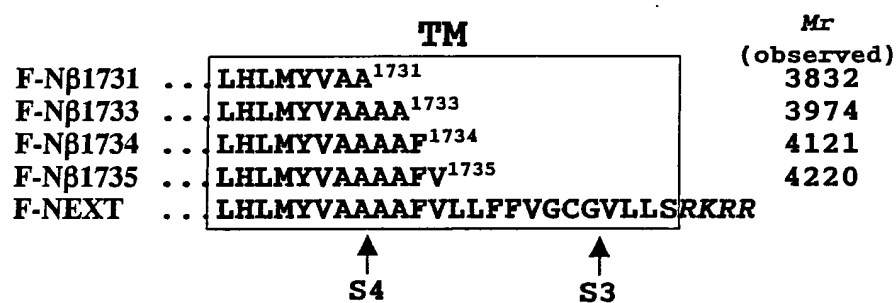 TM
Mr
(observed)
F-Nβ1731 ...LHLMYVAA1731 3832
F-Nβ1733 ...LHLMYVAAAA1733 3974
F-Nβ1734 ...LHLMYVAAAAF1734 4121
F-Nβ1735 ...LHLMYVAAAAFV1735 4220
F-NEXT ...LHLMYVAAAAFVLLFFVGCGVLLSRKRR
S4 S3